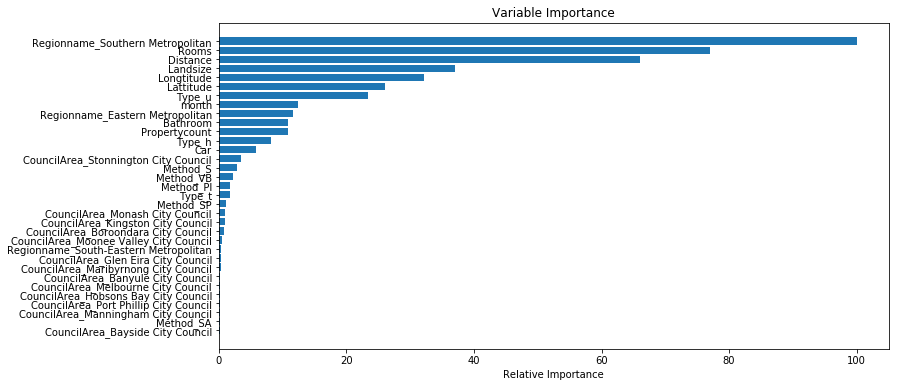 Variable Importance
Regionname_Southern Metropolitan
Rooms
Distance
Landsize
Longtitude
Lattitude
Type_u
month
Regionname_Eastern Metropolitan
Bathroom
Propertycount
Type_h
Car
CouncilArea_Stonnington City Council
Method_S
Method_VB
Method_PI
Type_t
Method_SP
CouncilArea_Monash City Council
CouncilArea_Kingston City Council
CouncilArea_Boroondara City Council
CouncilArea_Moonee Valley City Council
Regionname_South-Eastern Metropolitan
CouncilArea_Glen Eira City Council
CouncilArea_Maribyrnong City Council
CouncilArea_Banyule City Council
CouncilArea_Melbourne City Council
CouncilArea_Hobsons Bay City Council
CouncilArea_Port Phillip City Council
CouncilArea_Manningham City Council
Method_SA
CouncilArea_Bayside City Council
0 20 40 60 80 100
Relative Importance